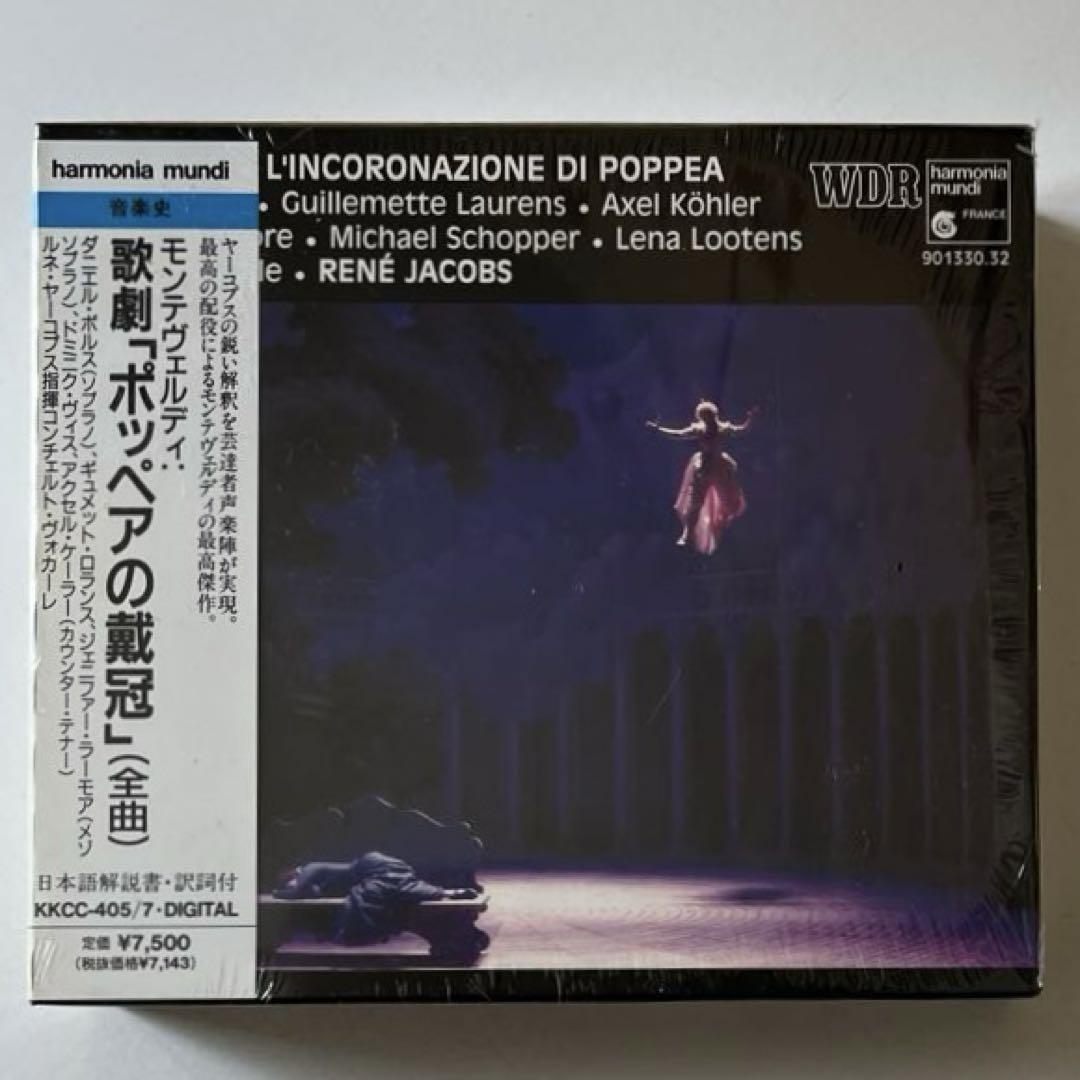 harmonia mundi
音楽史
ヤーコプスの鋭い解釈を芸達者声楽陣が実現。
最高の配役によるモンテヴェルディの最高傑作。
モンテヴェルディ:
歌劇「ポッペアの戴冠」(全曲)
ダニエル・ボルスト(ソプラノ)、ギュメット・ロランス、ジェニファー・ラーモア(メゾ
ソプラノ)、ドミニク・ヴィス、アクセル・ケーラー(カウンター・テナー)
ルネ・ヤーコプス指揮コンチェルト・ヴォカーレ
日本語解説書・訳詞付
KKCC-405/7・DIGITAL
定価 ¥7,500
(税抜価格¥7,143)
L'INCORONAZIONE DI POPPEA
• Guillemette Laurens • Axel Köhler
ore • Michael Schopper • Lena Lootens
le • RENÉ JACOBS
WDR
harmonia
mundi
FRANCE
901330.32